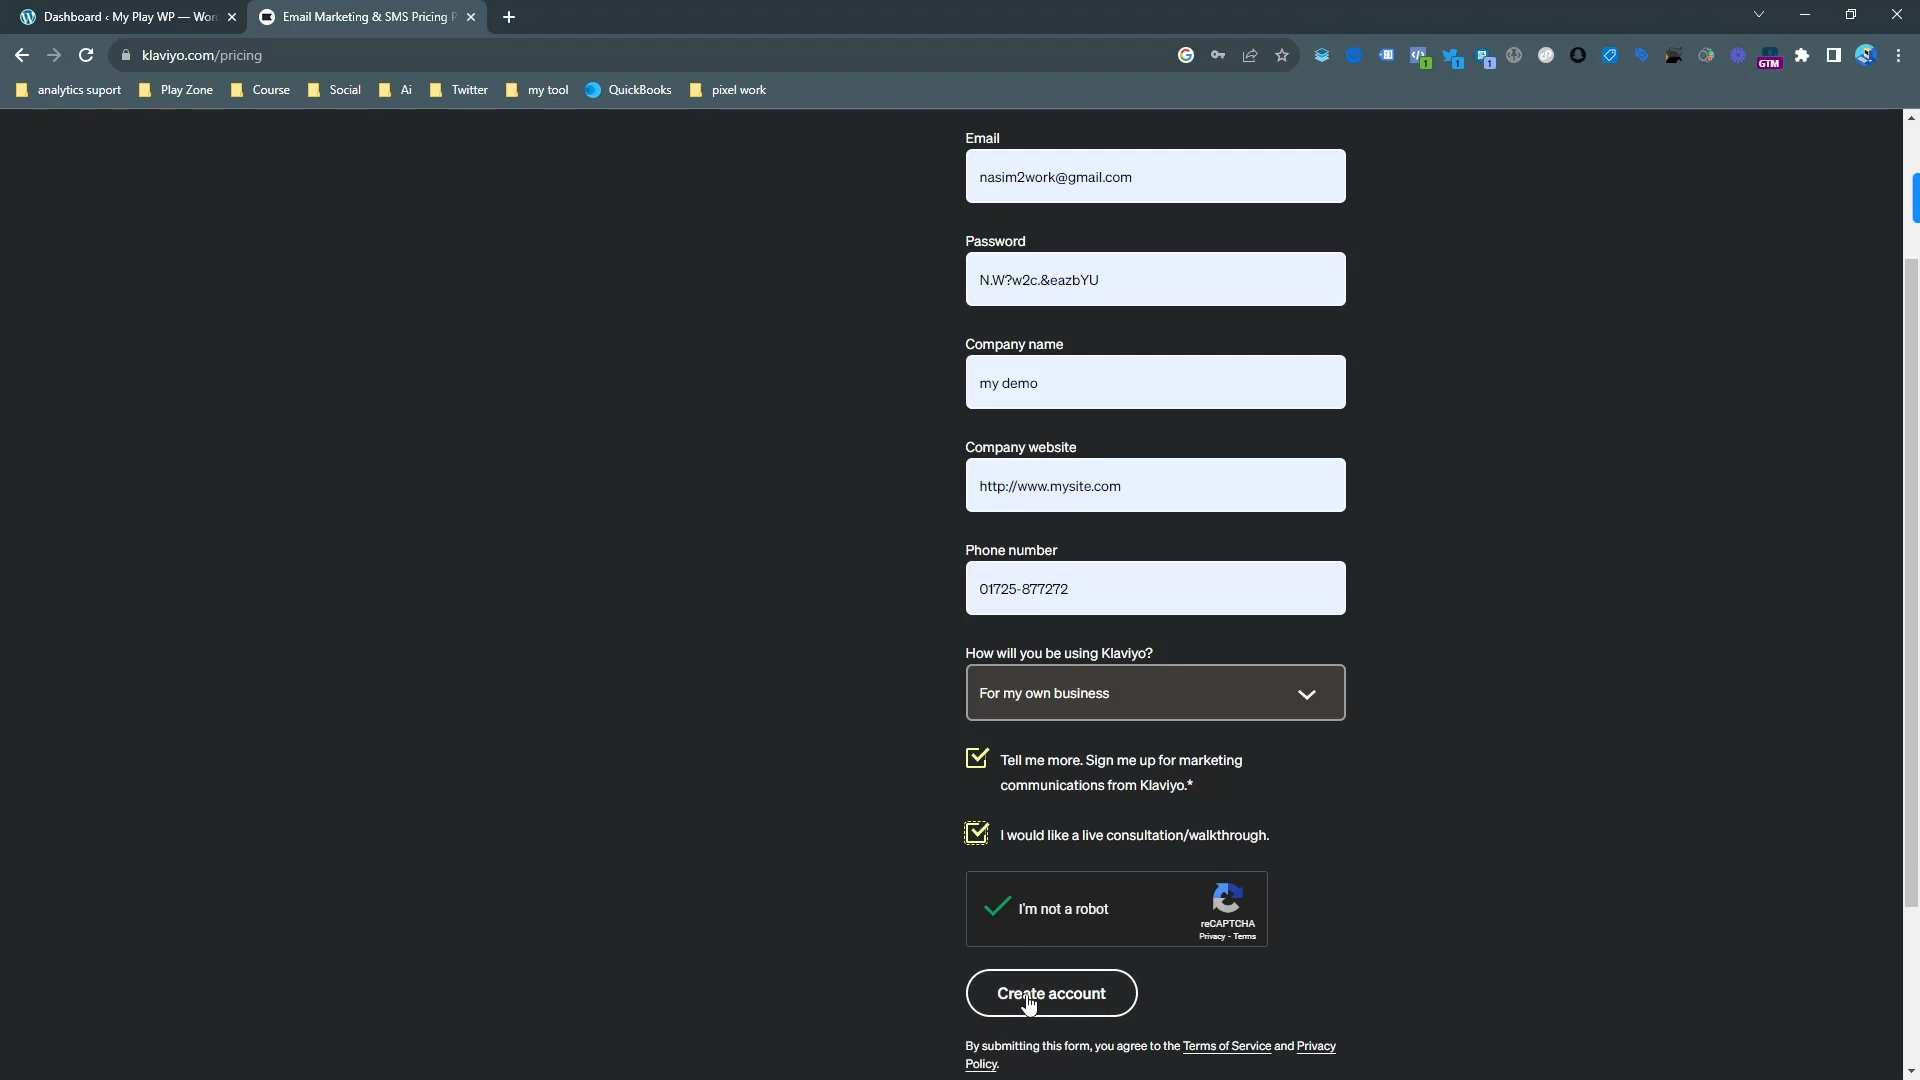 Dashboard ‹ My Play WP — Wor
Email Marketing & SMS Pricing P
klaviyo.com/pricing
1
1
1
GTM
analytics suport
Play Zone
Course
Social
Ai
Twitter
my tool
QuickBooks
pixel work
Email
nasim2work@gmail.com
Password
N.W?w2c.&eazbYU
Company name
my demo
Company website
http://www.mysite.com
Phone number
01725-877272
How will you be using Klaviyo?
For my own business
Tell me more. Sign me up for marketing
communications from Klaviyo.*
I would like a live consultation/walkthrough.
I'm not a robot
reCAPTCHA
Privacy - Terms
Create account
By submitting this form, you agree to the Terms of Service and Privacy
Policy.